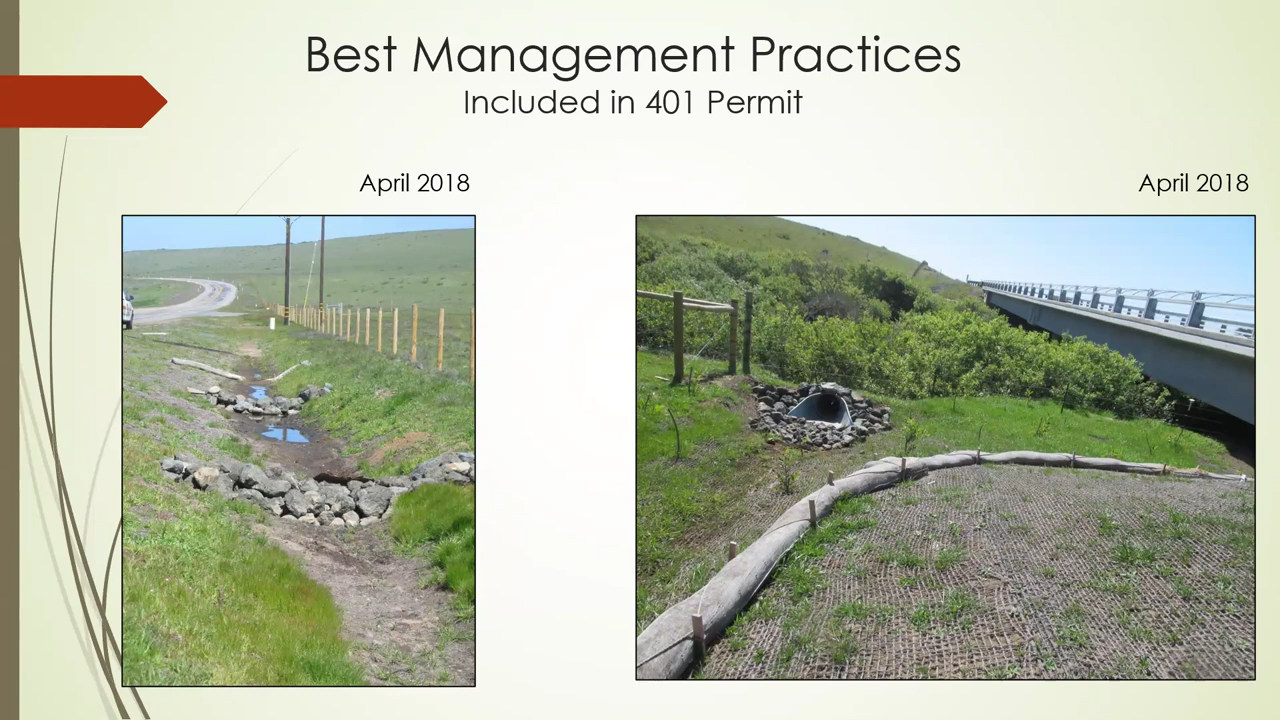 Best Management Practices
Included in 401 Permit
April 2018
April 2018